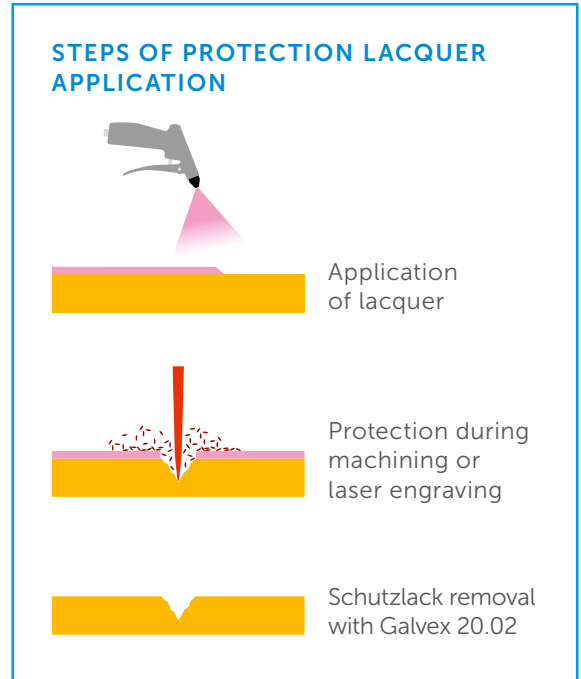 STEPS OF PROTECTION LACQUER
APPLICATION
Application
of lacquer
Protection during
machining or
laser engraving
Schutzlack removal
with Galvex 20.02